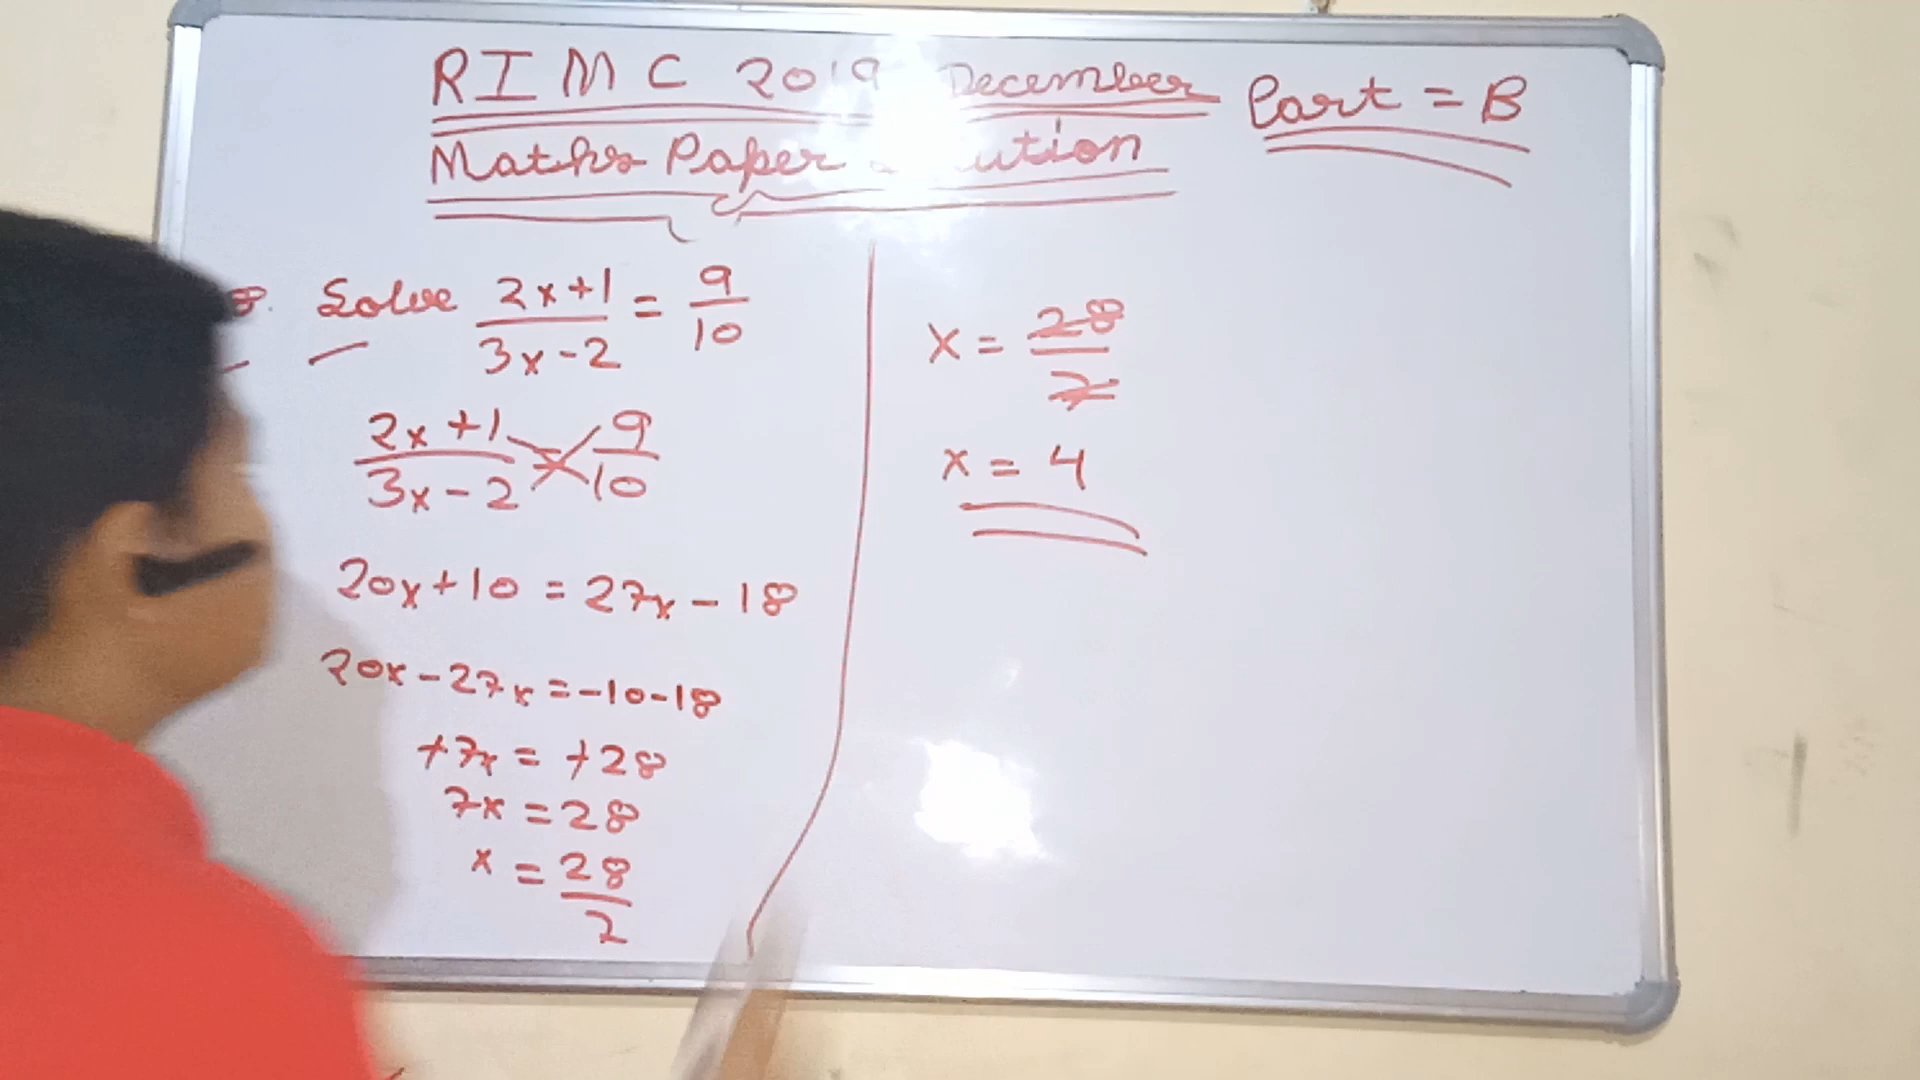 RIMC 2019 December Part = B
Maths Paper
8. Solve 2x+1/3x-2 = 9/10
2x+1/3x-2 = 9/10
20x+10 = 27x-18
20x-27x=-10-18
+7x = +28
7x = 28
x = 28/7
x = 28/7
x = 4